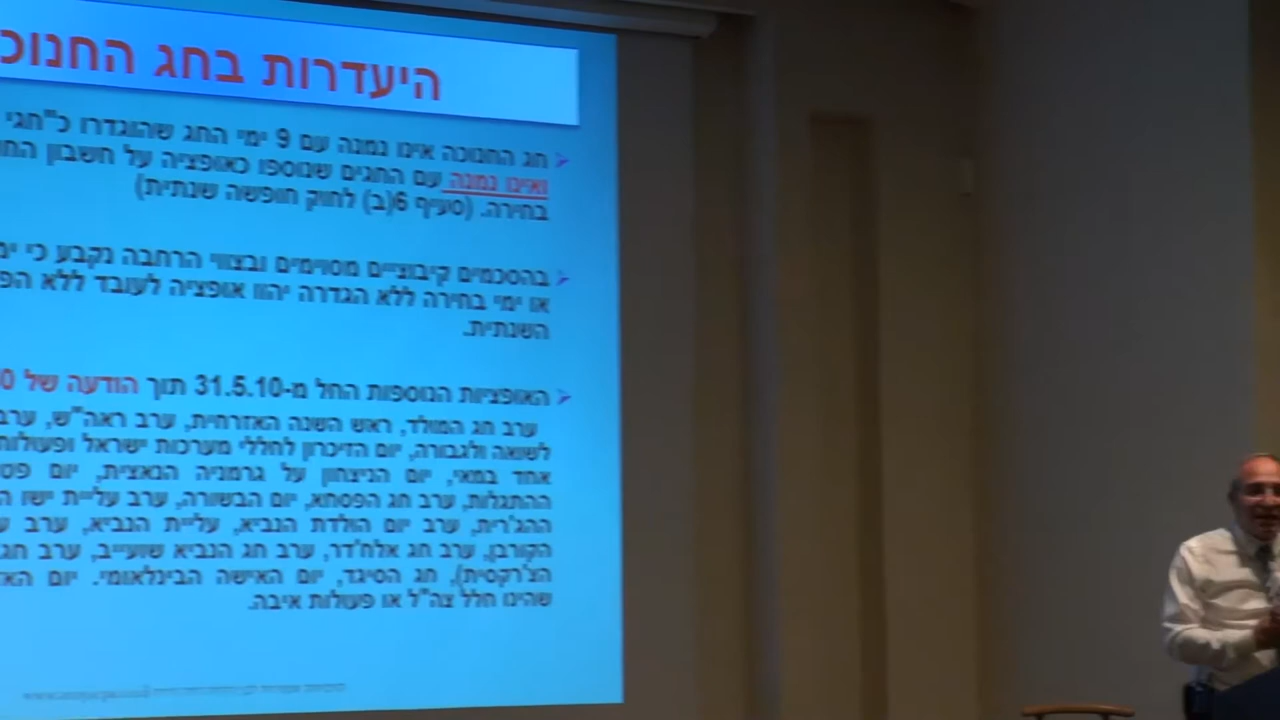 היעדרות בחג החנוכ
חג החנוכה אינו נמנה עם 9 ימי החג שהוגדרו כ"חגי
ואינו נמנה עם החגים שנוספו כאופציה על חשבון
בחירה. (סעיף 6(ב) לחוק חופשה שנתית)
בהסכמים קיבוציים מסוימים ובצווי הרחבה נקבע כי
או ימי בחירה ללא הגדרה יהוו אופציה לעובד ללא
השנתית.
האופציות הנוספות החל מ-31.5.10 תוך הודעה של
ערב חג המולד, ראש השנה האזרחית, ערב ראה"ש, ערב
לשואה ולגבורה, יום הזיכרון לחללי מערכות ישראל ופעולות
אחד במאי, יום הניצחון על גרמניה הנאצית, יום
ההתגלות, ערב חג הפסחא, יום הבשורה, ערב עליית ישו
ההג'רית, ערב יום הולדת הנביא, עליית הנביא, ערב
הקורבן, ערב חג אלח'דר, ערב חג הנביא שועייב, ערב חג
הצ'רקסית), חג הסיגד, יום האישה הבינלאומי. יום
שהינו חלל צה"ל או פעולות איבה.